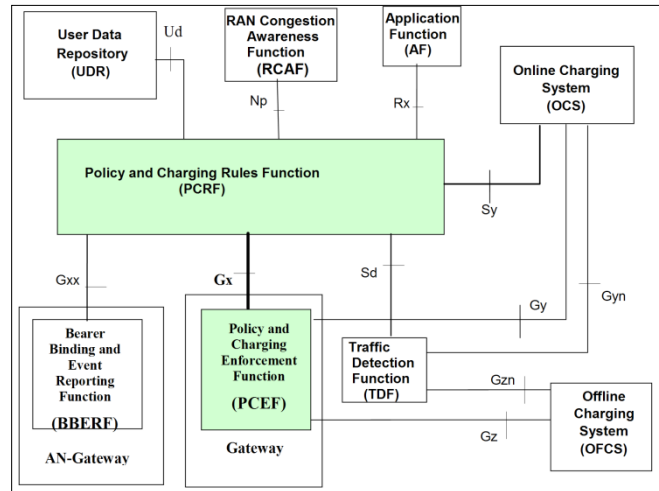 User Data
Repository
(UDR)
Ud
RAN Congestion
Awareness
Function
(RCAF)
Application
Function
(AF)
Online Charging
System
(OCS)
Np
Rx
Policy and Charging Rules Function
(PCRF)
Sy
Gxx
Gx
Sd
Gy
Gyn
Bearer
Binding and
Event
Reporting
Function
(BBERF)
AN-Gateway
Policy and
Charging
Enforcement
Function
(PCEF)
Gateway
Traffic
Detection
Function
(TDF)
Gzn
Gz
Offline
Charging
System
(OFCS)